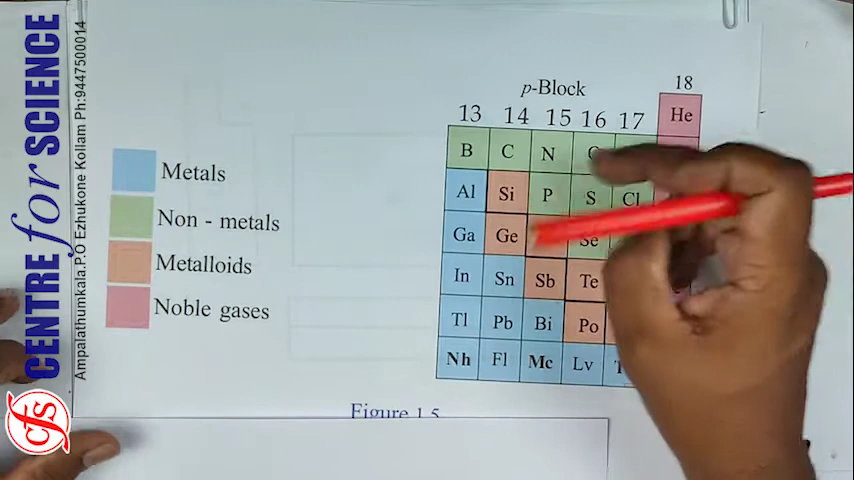 CENTRE for SCIENCE
Ampalathumkala.P.O Ezhukone Kollam Ph:9447500014
cfs
Metals
Non - metals
Metalloids
Noble gases
p-Block
18
13 14 15 16 17
He
B C N
Al Si P S Cl
Ga Ge Se
In Sn Sb Te
Tl Pb Bi Po
Nh Fl Mc Lv
Figure 1.5